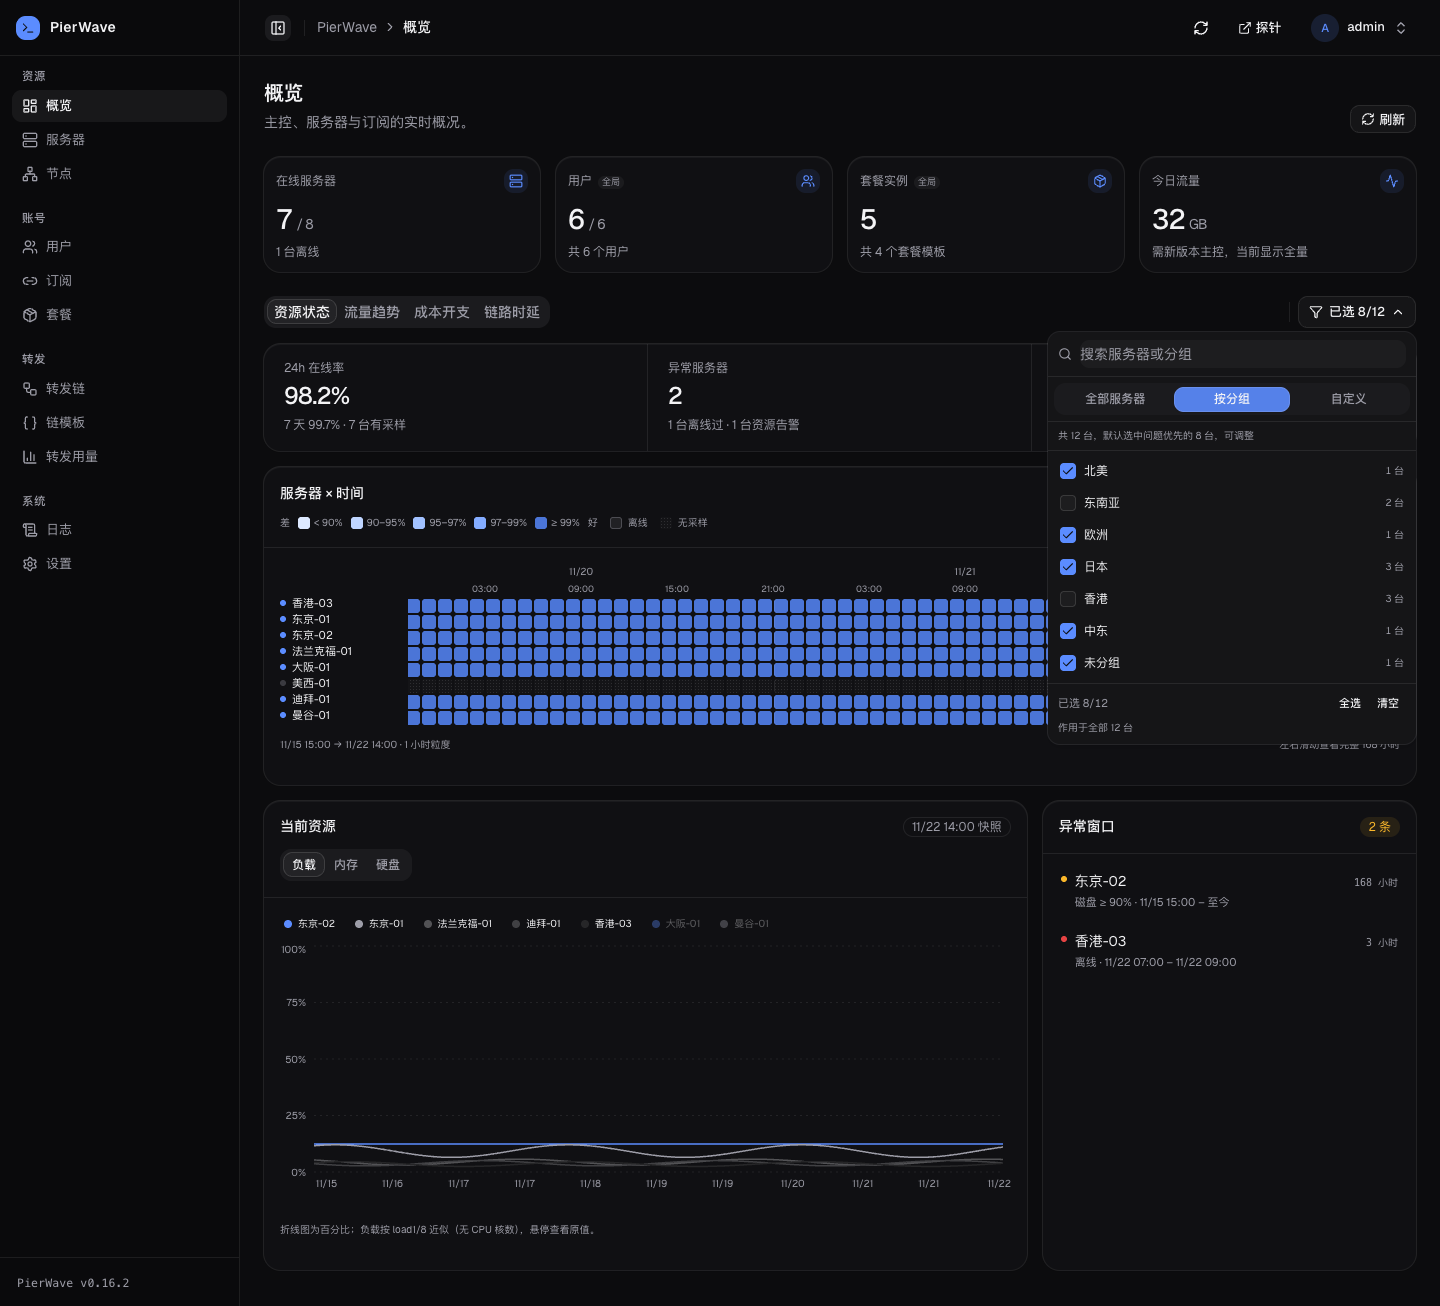 PierWave
PierWave > 概览
探针
A admin
资源
概览
服务器
节点
账号
用户
订阅
套餐
转发
转发链
链模板
转发用量
系统
日志
设置
PierWave v0.16.2
概览
主控、服务器与订阅的实时概况。
刷新
在线服务器
7 / 8
1 台离线
用户 全局
6 / 6
共 6 个用户
套餐实例 全局
5
共 4 个套餐模板
今日流量
32 GB
需新版本主控，当前显示全量
资源状态 流量趋势 成本开支 链路时延
已选 8/12
24h 在线率
98.2%
7 天 99.7% · 7 台有采样
异常服务器
2
1 台离线过 · 1 台资源告警
搜索服务器或分组
全部服务器 按分组 自定义
共 12 台，默认选中问题优先的 8 台，可调整
北美 1 台
东南亚 2 台
欧洲 1 台
日本 3 台
香港 3 台
中东 1 台
未分组 1 台
已选 8/12 全选 清空
作用于全部 12 台
服务器 × 时间
差 < 90% 90–95% 95–97% 97–99% ≥ 99% 好 离线 无采样
11/20 11/21
03:00 09:00 15:00 21:00 03:00 09:00
香港-03
东京-01
东京-02
法兰克福-01
大阪-01
美西-01
迪拜-01
曼谷-01
11/15 15:00 → 11/22 14:00 · 1 小时粒度
左右滑动查看完整 168 小时
当前资源
11/22 14:00 快照
负载 内存 硬盘
东京-02 东京-01 法兰克福-01 迪拜-01 香港-03 大阪-01 曼谷-01
100%
75%
50%
25%
0%
11/15 11/16 11/17 11/17 11/18 11/19 11/19 11/20 11/21 11/21 11/22
折线图为百分比；负载按 load1/8 近似（无 CPU 核数），悬停查看原值。
异常窗口
2 条
东京-02 168 小时
磁盘 ≥ 90% · 11/15 15:00 – 至今
香港-03 3 小时
离线 · 11/22 07:00 – 11/22 09:00